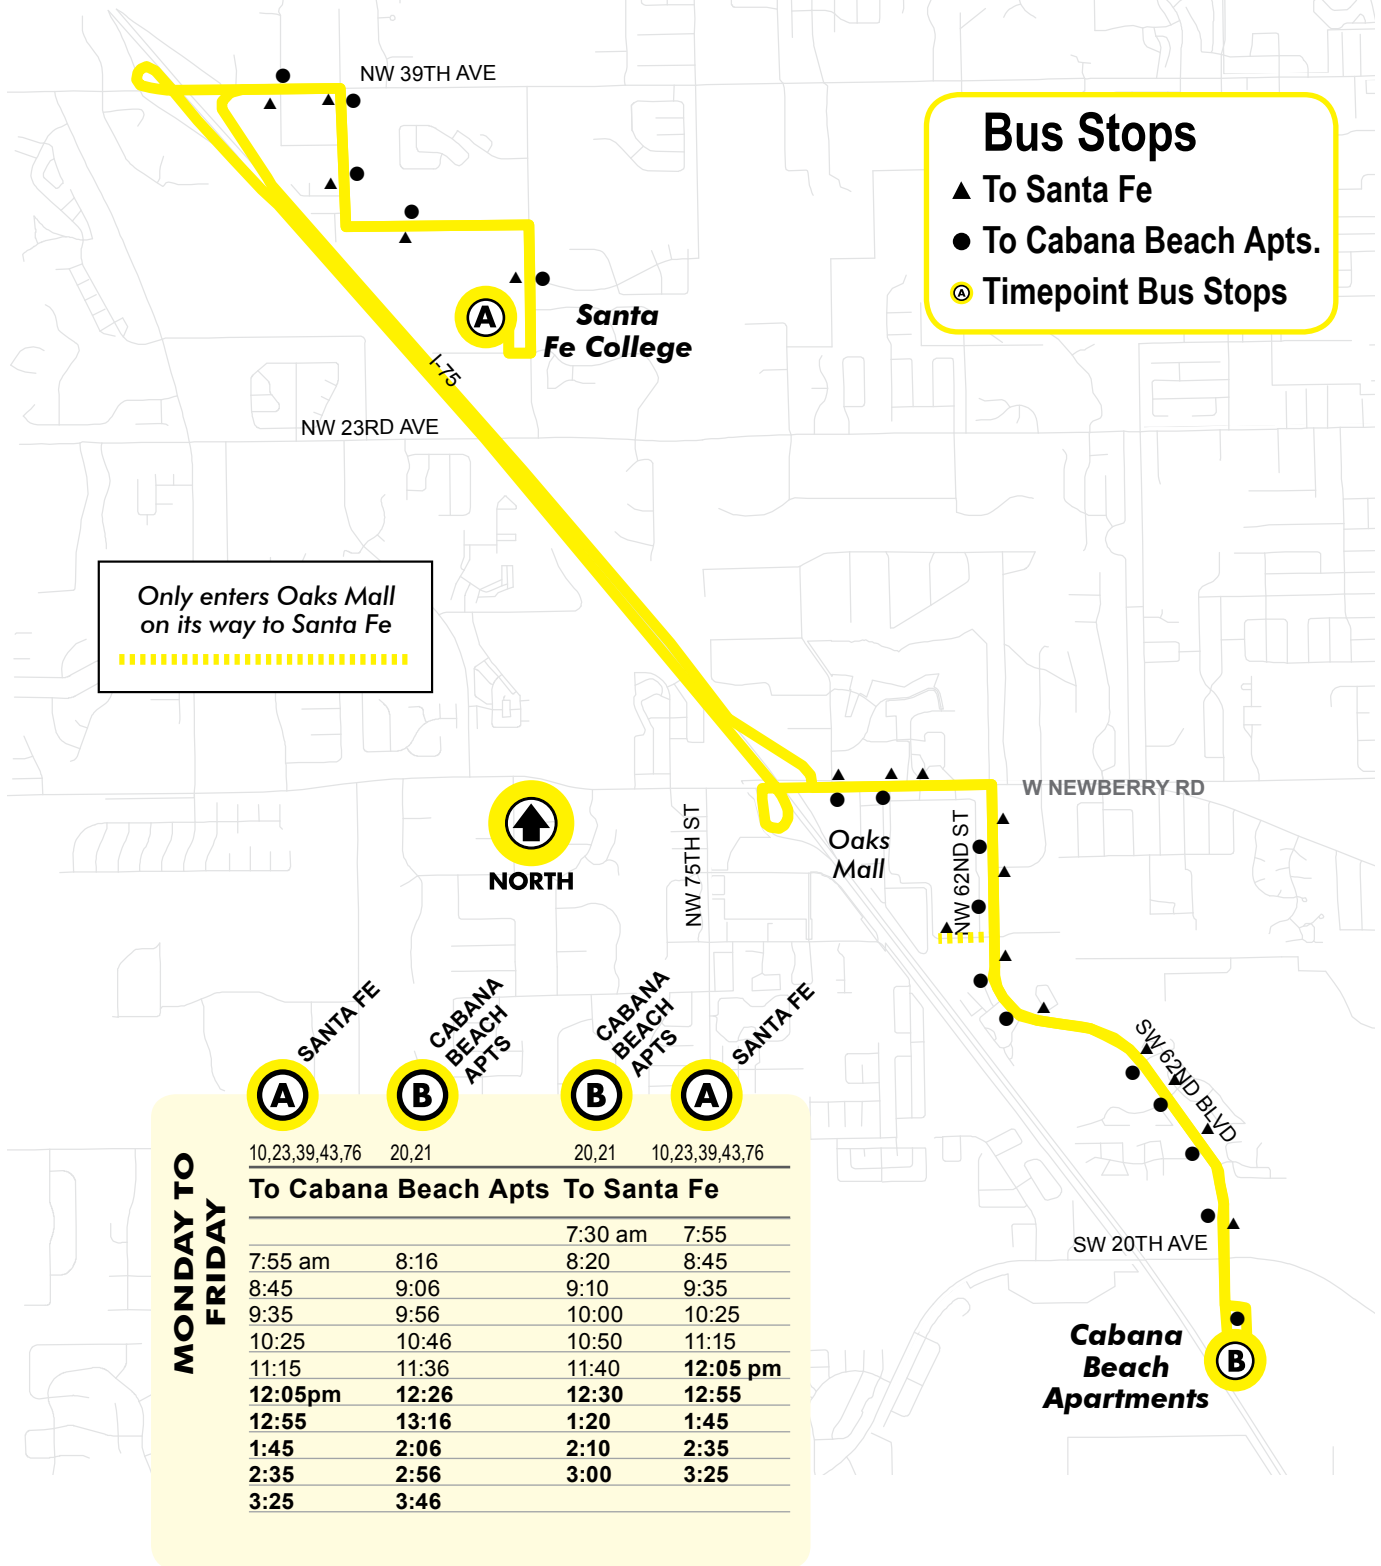 NW 39TH AVE
Bus Stops
To Santa Fe
To Cabana Beach Apts.
A Timepoint Bus Stops
A
Santa
Fe College
I-75
NW 23RD AVE
Only enters Oaks Mall
on its way to Santa Fe
W NEWBERRY RD
NORTH
NW 75TH ST
Oaks
Mall
NW 62ND ST
SW 62ND BLVD
SW 20TH AVE
Cabana
Beach
Apartments
B
SANTA FE
CABANA
BEACH
APTS
CABANA
BEACH
APTS
SANTA FE
A B B A
MONDAY TO
FRIDAY
10,23,39,43,76 20,21 20,21 10,23,39,43,76
To Cabana Beach Apts To Santa Fe
7:30 am 7:55
7:55 am 8:16 8:20 8:45
8:45 9:06 9:10 9:35
9:35 9:56 10:00 10:25
10:25 10:46 10:50 11:15
11:15 11:36 11:40 12:05 pm
12:05pm 12:26 12:30 12:55
12:55 13:16 1:20 1:45
1:45 2:06 2:10 2:35
2:35 2:56 3:00 3:25
3:25 3:46